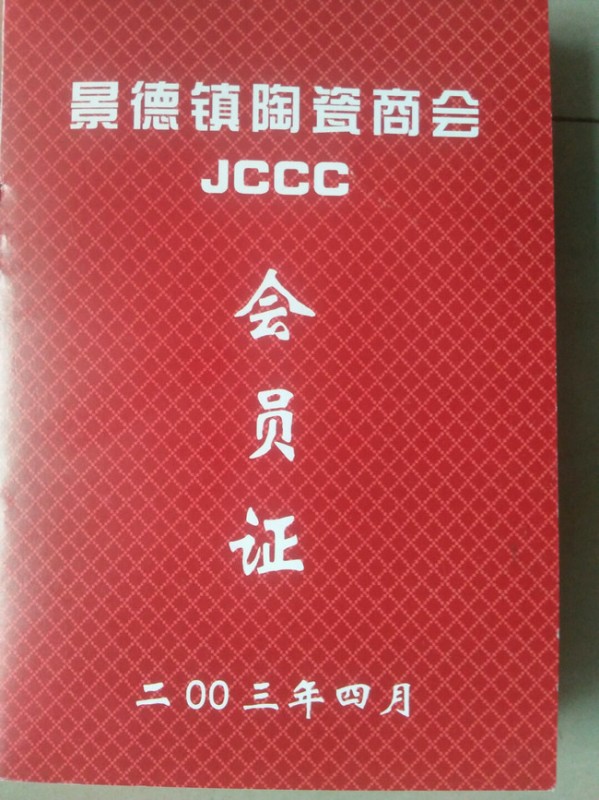 景德镇陶瓷商会
JCCC
会
员
证
二00三年四月